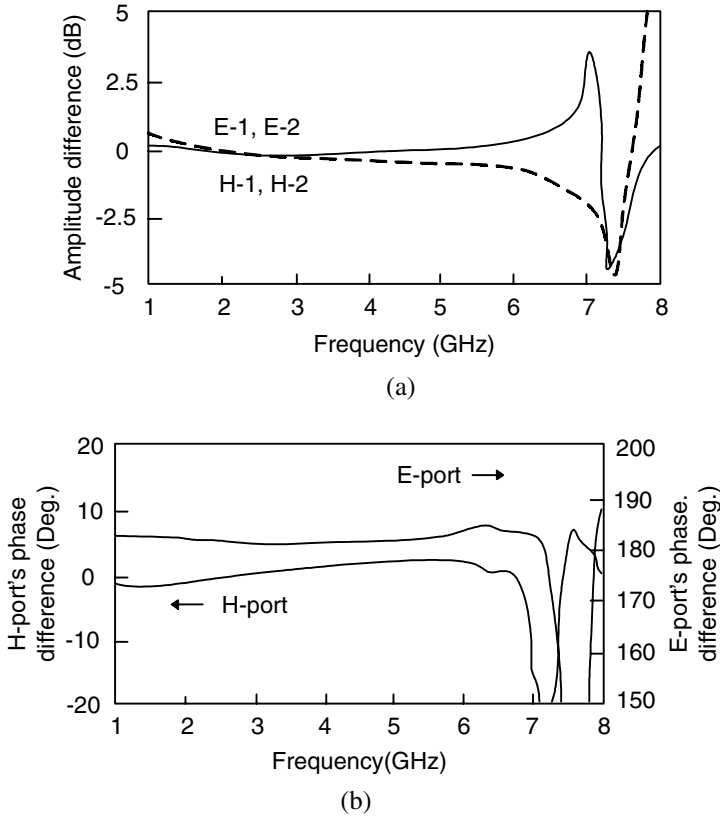 Amplitude difference (dB)
5
2.5
0
-2.5
-5
E-1, E-2
H-1, H-2
1 2 3 4 5 6 7 8
Frequency (GHz)
(a)
H-port's phase
difference (Deg.)
20
10
0
-10
-20
E-port
H-port
200
190
180
170
160
150
E-port's phase.
difference (Deg.)
1 2 3 4 5 6 7 8
Frequency(GHz)
(b)